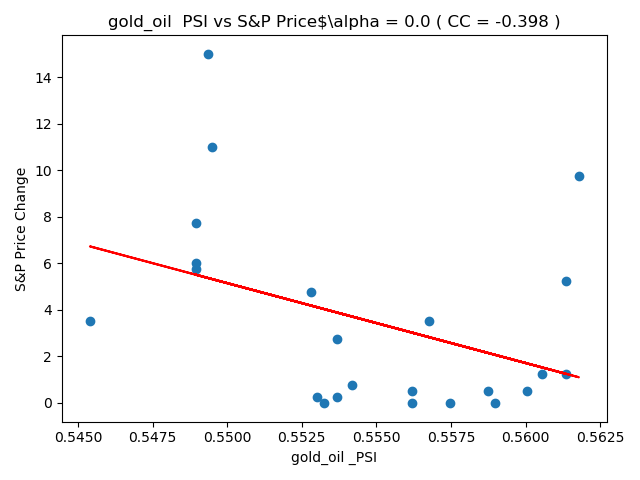 gold_oil  PSI vs S&P Price$\alpha = 0.0 ( CC = -0.398 )
14
12
10
8
6
4
2
0
S&P Price Change
0.5450 0.5475 0.5500 0.5525 0.5550 0.5575 0.5600 0.5625
gold_oil _PSI